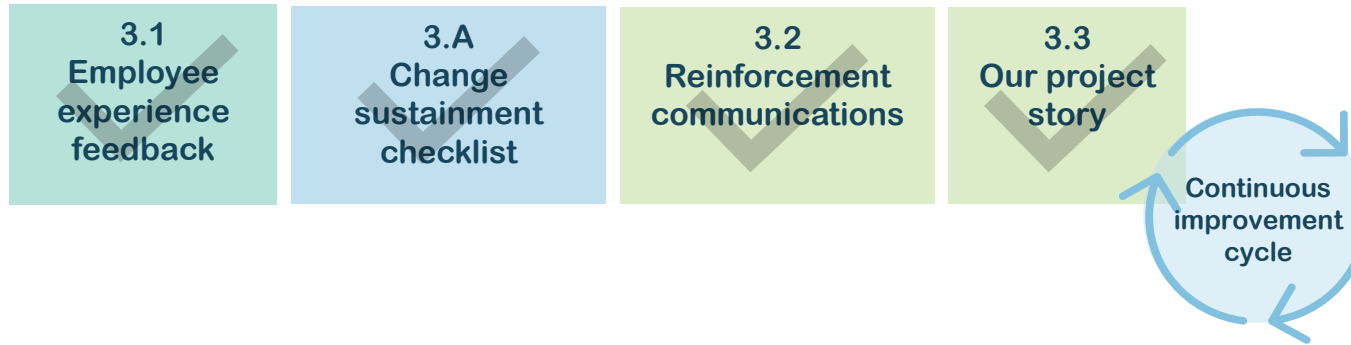 3.1
Employee
experience
feedback
3.A
Change
sustainment
checklist
3.2
Reinforcement
communications
3.3
Our project
story
Continuous
improvement
cycle